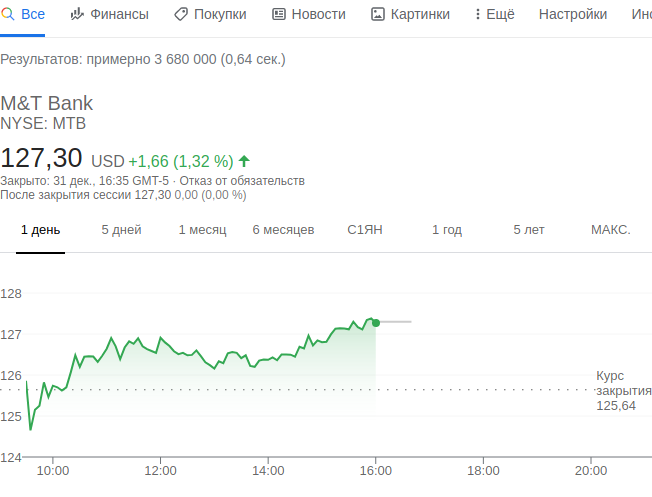 Все Финансы Покупки Новости Картинки Ещё Настройки Инс
Результатов: примерно 3 680 000 (0,64 сек.)
M&T Bank
NYSE: MTB
127,30 USD +1,66 (1,32 %)
Закрыто: 31 дек., 16:35 GMT-5 · Отказ от обязательств
После закрытия сессии 127,30 0,00 (0,00 %)
1 день 5 дней 1 месяц 6 месяцев С1ЯН 1 год 5 лет МАКС.
128
127
126
Курс
закрытия
125,64
125
124
10:00 12:00 14:00 16:00 18:00 20:00